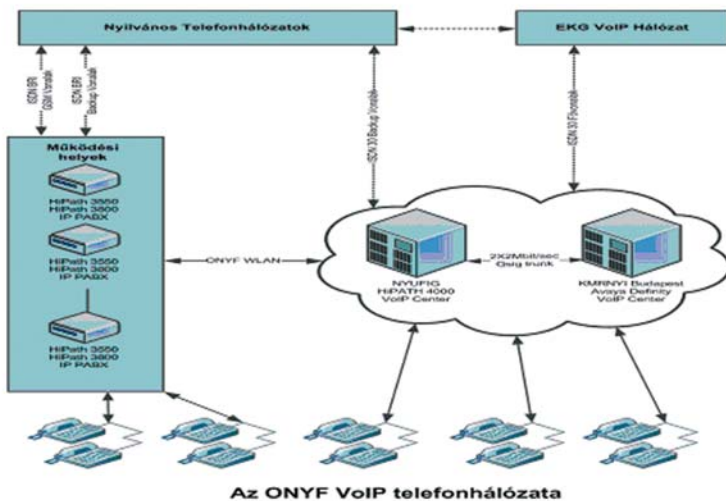 Nyilvános Telefonhálózatok
EKG VoIP Hálózat
ISDN BRI
GSM Vonalak
ISDN BRI
Backup Vonalak
ISDN 30 Backup Vonalak
ISDN 30 Fővonalak
Működési
helyek
HiPath 3550
HiPath 3800
IP PABX
HiPath 3550
HiPath 3800
IP PABX
HiPath 3550
HiPath 3800
IP PABX
ONYF WLAN
NYUFIG
HiPATH 4000
VoIP Center
2X2Mbit/sec
Qsig trunk
KMRNYI Budapest
Avaya Definity
VoIP Center
Az ONYF VoIP telefonhálózata